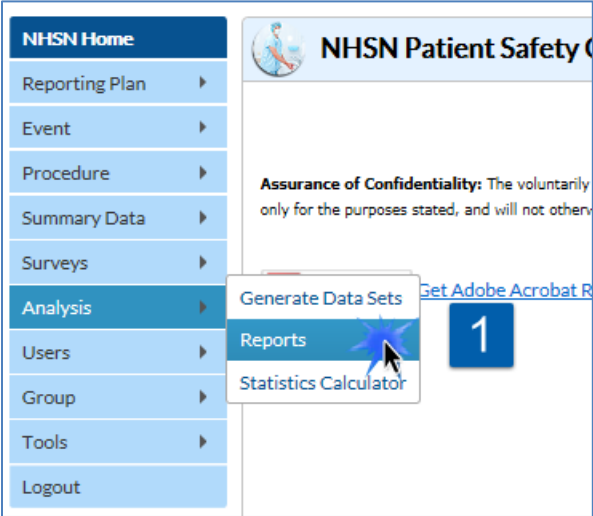 NHSN Home
Reporting Plan
Event
Procedure
Summary Data
Surveys
Analysis
Users
Group
Tools
Logout
NHSN Patient Safety
Assurance of Confidentiality: The voluntarily
only for the purposes stated, and will not
Get Adobe Acrobat R
Generate Data Sets
Reports
Statistics Calculator
1